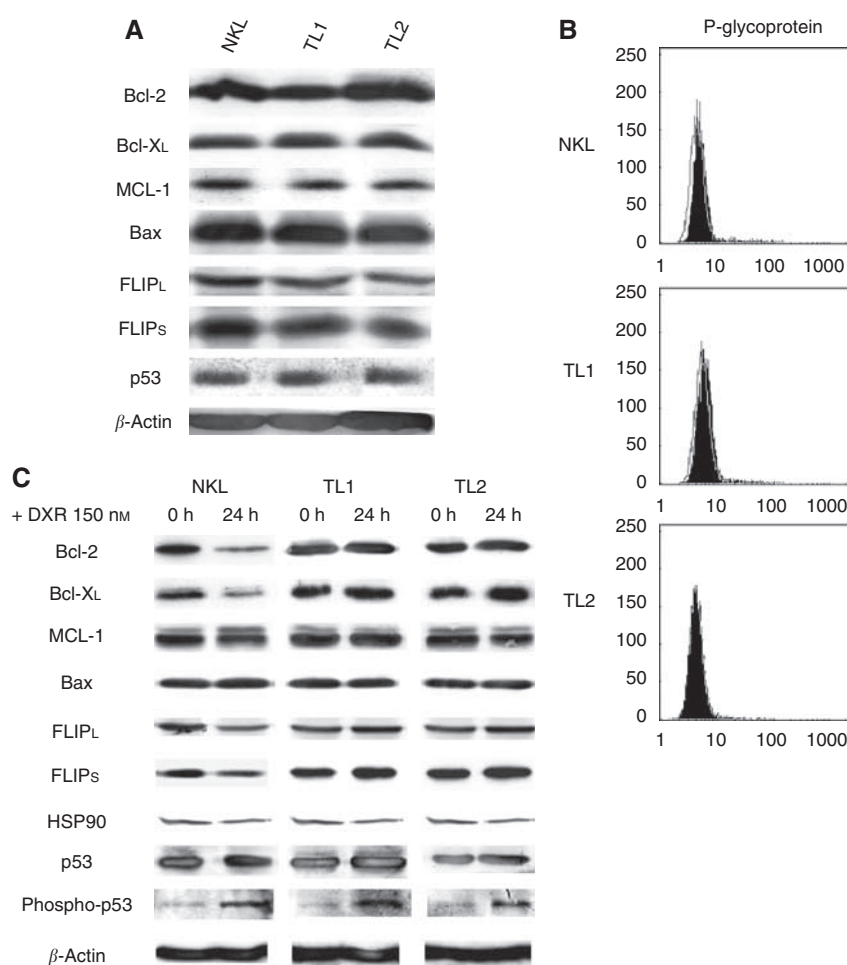 A
NKL TL1 TL2
Bcl-2
Bcl-XL
MCL-1
Bax
FLIPL
FLIPS
p53
β-Actin
B
P-glycoprotein
NKL
250
200
150
100
50
0
1 10 100 1000
TL1
250
200
150
100
50
0
1 10 100 1000
TL2
250
200
150
100
50
0
1 10 100 1000
C
NKL TL1 TL2
+ DXR 150 nM 0 h 24 h 0 h 24 h 0 h 24 h
Bcl-2
Bcl-XL
MCL-1
Bax
FLIPL
FLIPS
HSP90
p53
Phospho-p53
β-Actin